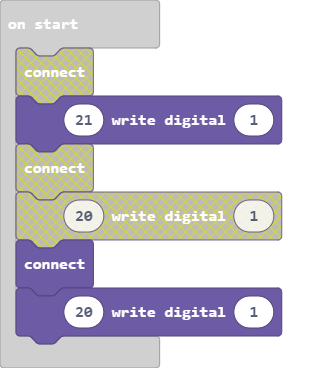 on start
connect
21 write digital 1
connect
20 write digital 1
connect
20 write digital 1